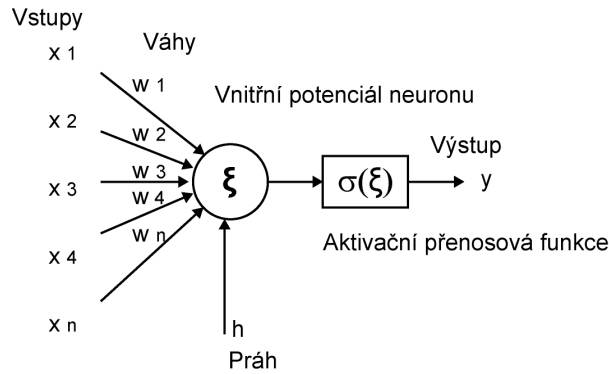 Vstupy
x 1
Váhy
w 1
Vnitřní potenciál neuronu
x 2
w 2
Výstup
w 3
x 3
ξ
σ(ξ)
y
w 4
w n
Aktivační přenosová funkce
x 4
x n
h
Práh